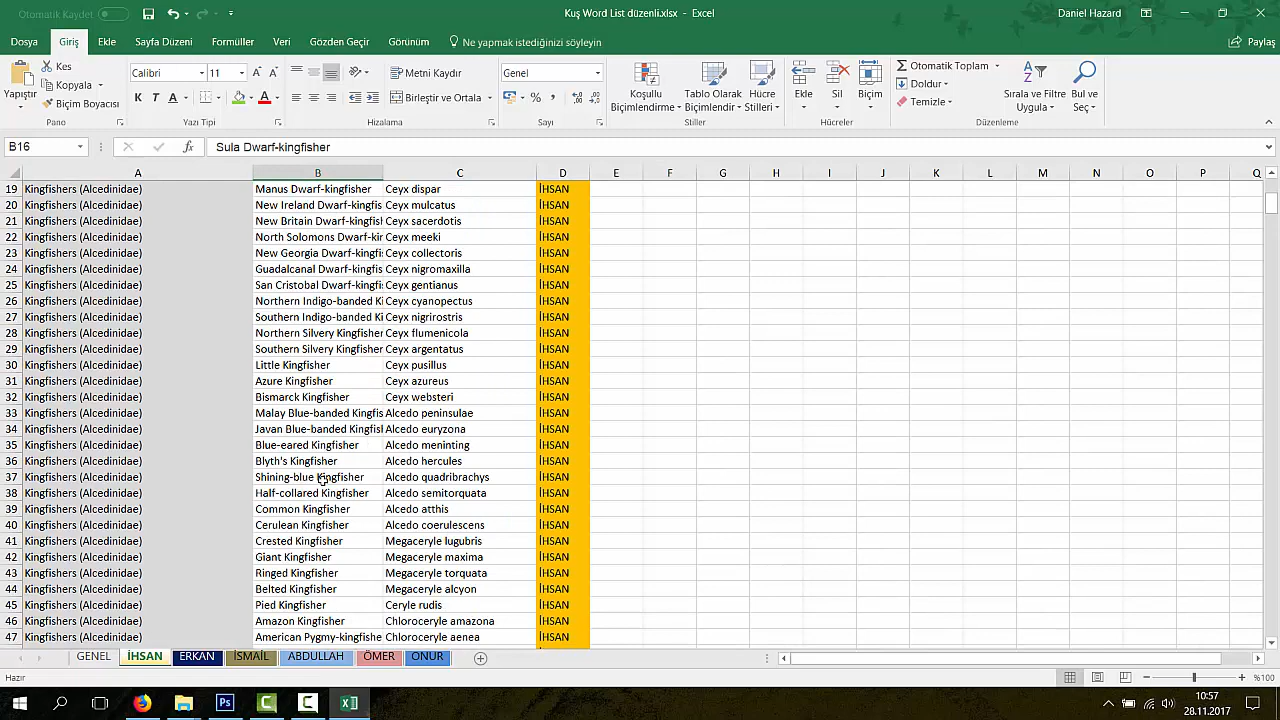 Otomatik Kaydet
Kuş Word List düzenli.xlsx - Excel
Daniel Hazard
Dosya Giriş Ekle Sayfa Düzeni Formüller Veri Gözden Geçir Görünüm Ne yapmak istediğinizi söyleyin Paylaş
Yapıştır
Kes
Kopyala
Biçim Boyacısı
Pano
Calibri 11
K T A
Yazı Tipi
Metni Kaydır
Birleştir ve Ortala
Hizalama
Genel
%
Sayı
Koşullu Biçimlendirme
Tablo Olarak Biçimlendir
Hücre Stilleri
Stiller
Ekle
Sil
Biçim
Hücreler
Otomatik Toplam
Doldur
Temizle
Sırala ve Filtre Uygula
Bul ve Seç
Düzenleme
B16 fx Sula Dwarf-kingfisher
A B C D E F G H I J K L M N O P Q
19 Kingfishers (Alcedinidae) Manus Dwarf-kingfisher Ceyx dispar İHSAN
20 Kingfishers (Alcedinidae) New Ireland Dwarf-kingfis Ceyx mulcatus İHSAN
21 Kingfishers (Alcedinidae) New Britain Dwarf-kingfisl Ceyx sacerdotis İHSAN
22 Kingfishers (Alcedinidae) North Solomons Dwarf-kir Ceyx meeki İHSAN
23 Kingfishers (Alcedinidae) New Georgia Dwarf-kingfi Ceyx collectoris İHSAN
24 Kingfishers (Alcedinidae) Guadalcanal Dwarf-kingfis Ceyx nigromaxilla İHSAN
25 Kingfishers (Alcedinidae) San Cristobal Dwarf-kingfi Ceyx gentianus İHSAN
26 Kingfishers (Alcedinidae) Northern Indigo-banded Ki Ceyx cyanopectus İHSAN
27 Kingfishers (Alcedinidae) Southern Indigo-banded Ki Ceyx nigrirostris İHSAN
28 Kingfishers (Alcedinidae) Northern Silvery Kingfisher Ceyx flumenicola İHSAN
29 Kingfishers (Alcedinidae) Southern Silvery Kingfisher Ceyx argentatus İHSAN
30 Kingfishers (Alcedinidae) Little Kingfisher Ceyx pusillus İHSAN
31 Kingfishers (Alcedinidae) Azure Kingfisher Ceyx azureus İHSAN
32 Kingfishers (Alcedinidae) Bismarck Kingfisher Ceyx websteri İHSAN
33 Kingfishers (Alcedinidae) Malay Blue-banded Kingfis Alcedo peninsulae İHSAN
34 Kingfishers (Alcedinidae) Javan Blue-banded Kingfisl Alcedo euryzona İHSAN
35 Kingfishers (Alcedinidae) Blue-eared Kingfisher Alcedo meninting İHSAN
36 Kingfishers (Alcedinidae) Blyth's Kingfisher Alcedo hercules İHSAN
37 Kingfishers (Alcedinidae) Shining-blue Kingfisher Alcedo quadribrachys İHSAN
38 Kingfishers (Alcedinidae) Half-collared Kingfisher Alcedo semitorquata İHSAN
39 Kingfishers (Alcedinidae) Common Kingfisher Alcedo atthis İHSAN
40 Kingfishers (Alcedinidae) Cerulean Kingfisher Alcedo coerulescens İHSAN
41 Kingfishers (Alcedinidae) Crested Kingfisher Megaceryle lugubris İHSAN
42 Kingfishers (Alcedinidae) Giant Kingfisher Megaceryle maxima İHSAN
43 Kingfishers (Alcedinidae) Ringed Kingfisher Megaceryle torquata İHSAN
44 Kingfishers (Alcedinidae) Belted Kingfisher Megaceryle alcyon İHSAN
45 Kingfishers (Alcedinidae) Pied Kingfisher Ceryle rudis İHSAN
46 Kingfishers (Alcedinidae) Amazon Kingfisher Chloroceryle amazona İHSAN
47 Kingfishers (Alcedinidae) American Pygmy-kingfishe Chloroceryle aenea İHSAN
GENEL İHSAN ERKAN İSMAİL ABDULLAH ÖMER ONUR
Hazır
%100
Ps
10:57
28.11.2017